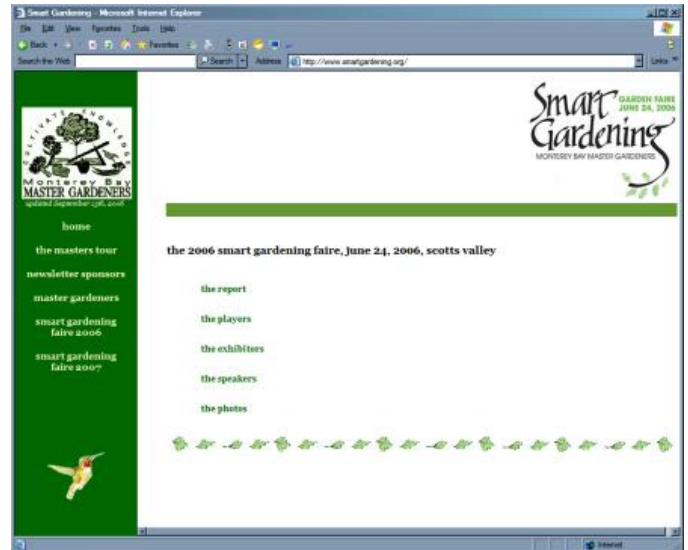 Smart Gardening - Microsoft Internet Explorer
File Edit View Favorites Tools Help
Back Favorites
Search the Web Search Address http://www.smartgardening.org/ Links
CULTIVATE KNOWLEDGE
Monterey Bay
MASTER GARDENERS
updated September 13th, 2006
home
the masters tour
newsletter sponsors
master gardeners
smart gardening
faire 2006
smart gardening
faire 2007
Smart
Gardening
GARDEN FAIRE
JUNE 24, 2006
MONTEREY BAY MASTER GARDENERS
the 2006 smart gardening faire, june 24, 2006, scotts valley
the report
the players
the exhibitors
the speakers
the photos
Internet